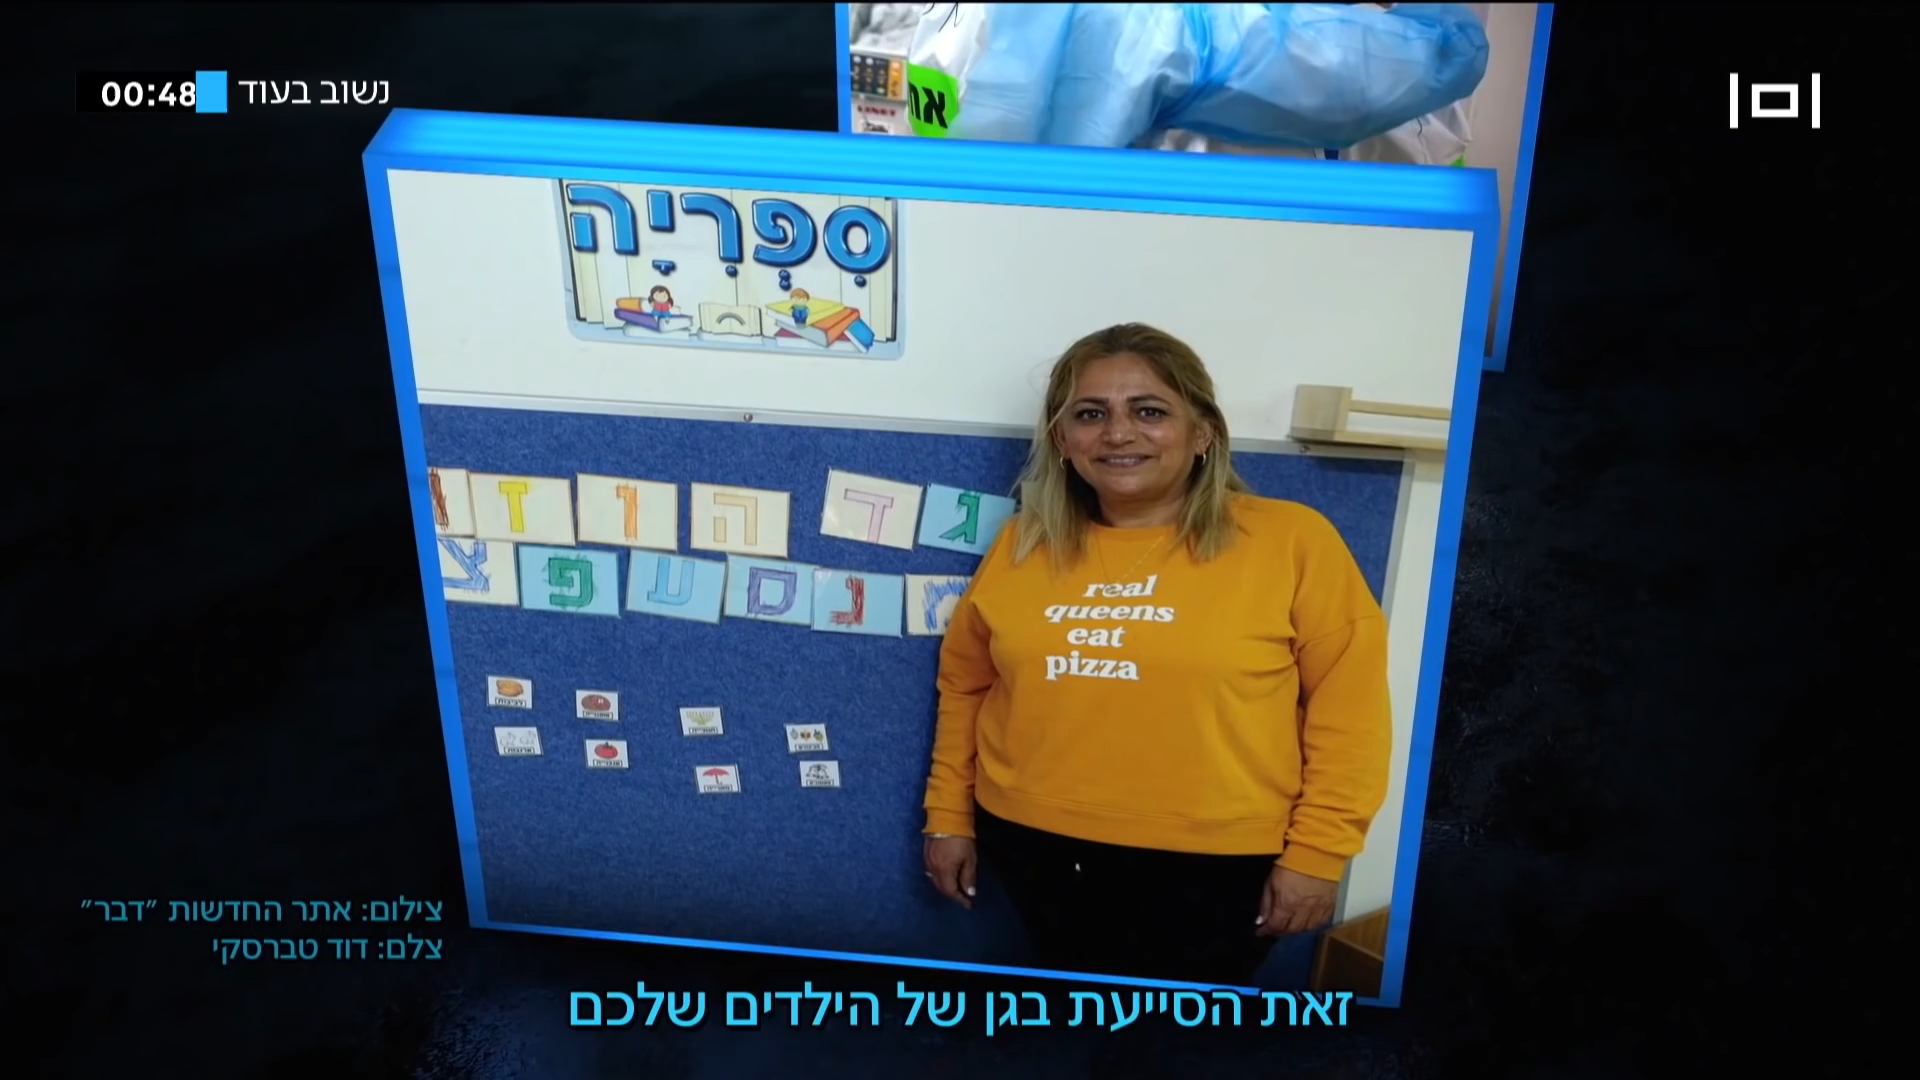 נשוב בעוד 00:48
את
ספריה
ג ד ה ו ז
נ ס ע פ צ
real
queens
eat
pizza
צילום: אתר החדשות "דבר"
צלם: דוד טברסקי
זאת הסייעת בגן של הילדים שלכם